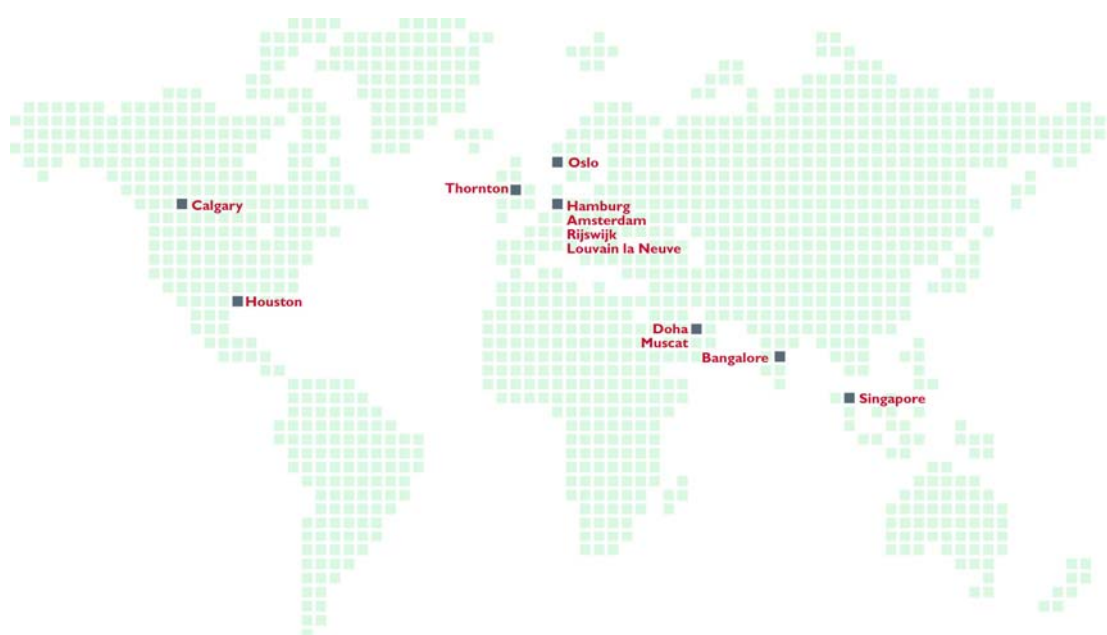 Oslo
Thornton
Calgary
Hamburg
Amsterdam
Rijswijk
Louvain la Neuve
Houston
Doha
Muscat
Bangalore
Singapore